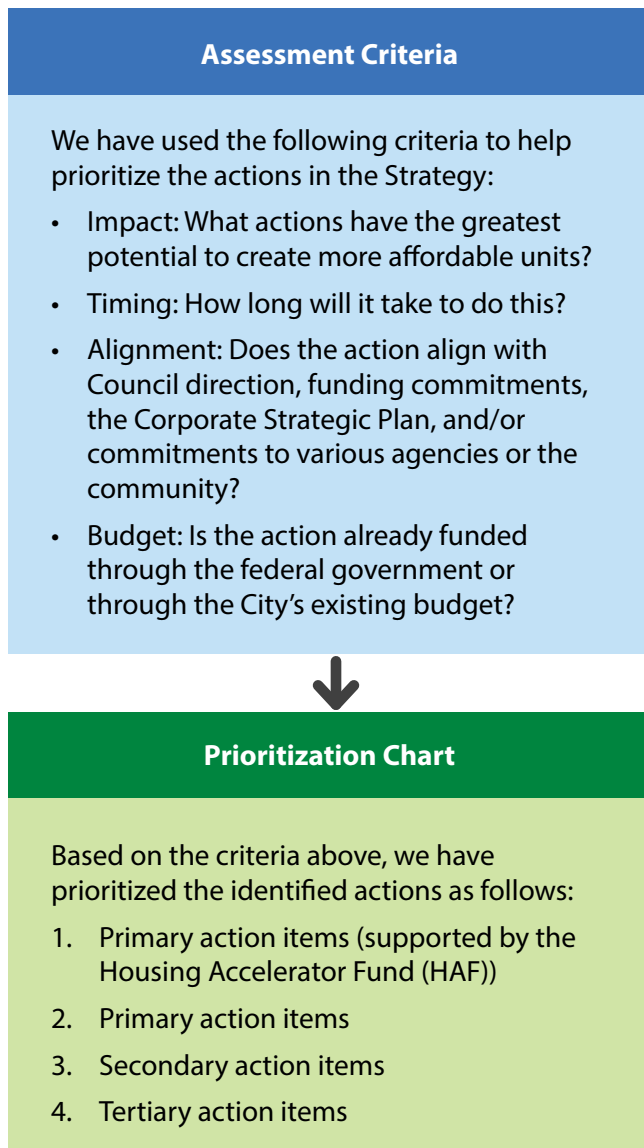 Assessment Criteria
We have used the following criteria to help
prioritize the actions in the Strategy:
• Impact: What actions have the greatest
potential to create more affordable units?
• Timing: How long will it take to do this?
• Alignment: Does the action align with
Council direction, funding commitments,
the Corporate Strategic Plan, and/or
commitments to various agencies or the
community?
• Budget: Is the action already funded
through the federal government or
through the City’s existing budget?
Prioritization Chart
Based on the criteria above, we have
prioritized the identified actions as follows:
1. Primary action items (supported by the
Housing Accelerator Fund (HAF))
2. Primary action items
3. Secondary action items
4. Tertiary action items